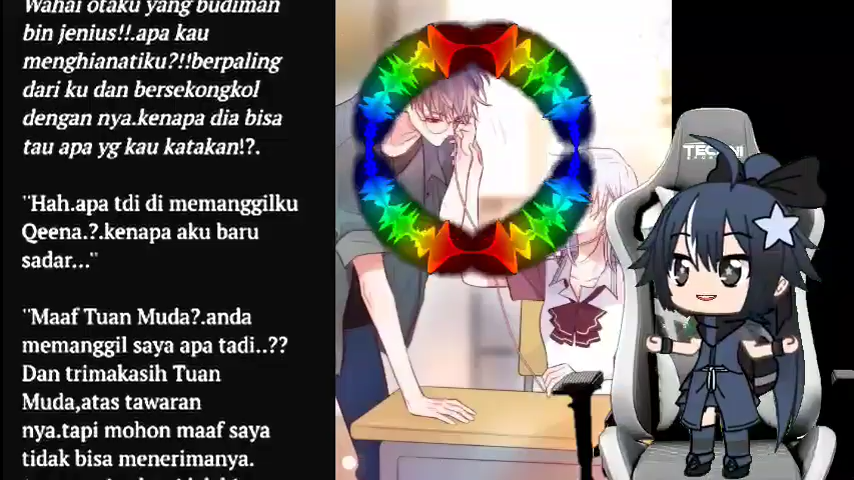 Wahai otaku yang budiman
bin jenius!!.apa kau
menghianatiku?!!berpaling
dari ku dan bersekongkol
dengan nya.kenapa dia bisa
tau apa yg kau katakan!?.
"Hah.apa tdi di memanggilku
Qeena.?.kenapa aku baru
sadar..."
"Maaf Tuan Muda?.anda
memanggil saya apa tadi..??
Dan trimakasih Tuan
Muda,atas tawaran
nya.tapi mohon maaf saya
tidak bisa menerimanya.